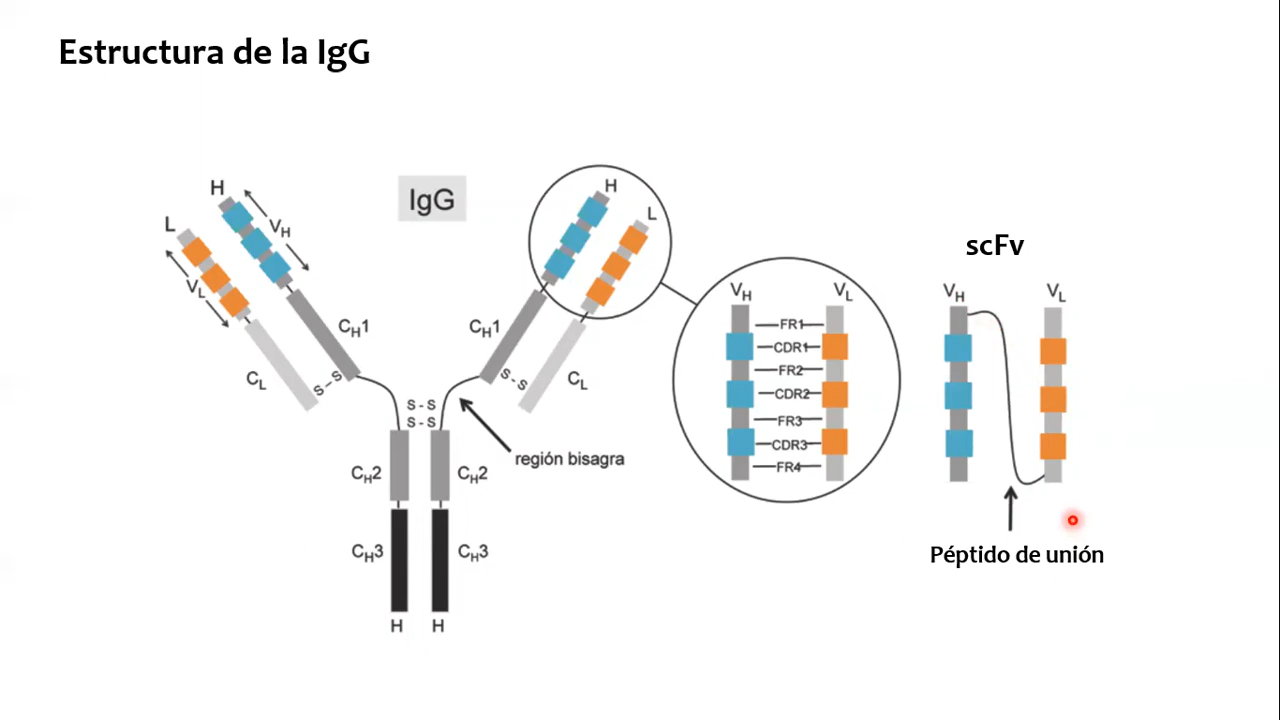 Estructura de la IgG
IgG
H
L
VH
VL
CH1
CL
S-S
H
L
CH1
CL
S-S
S-S
S-S
región bisagra
CH2
CH2
CH3
CH3
H
H
VH
VL
FR1
CDR1
FR2
CDR2
FR3
CDR3
FR4
scFv
VH
VL
Péptido de unión